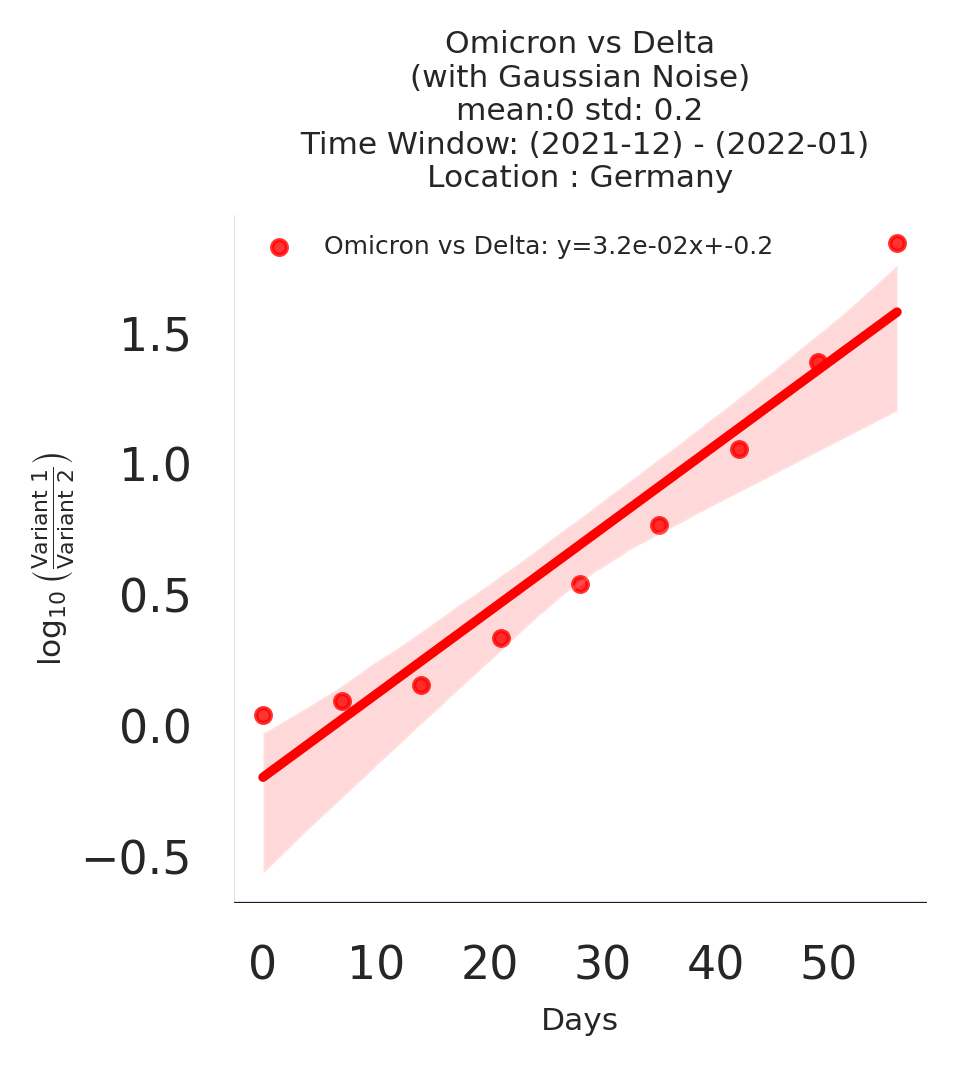 Omicron vs Delta
(with Gaussian Noise)
mean:0 std: 0.2
Time Window: (2021-12) - (2022-01)
Location : Germany
Omicron vs Delta: y=3.2e-02x+-0.2
1.5
1.0
0.5
0.0
−0.5
log₁₀ (Variant 1 / Variant 2)
0 10 20 30 40 50
Days